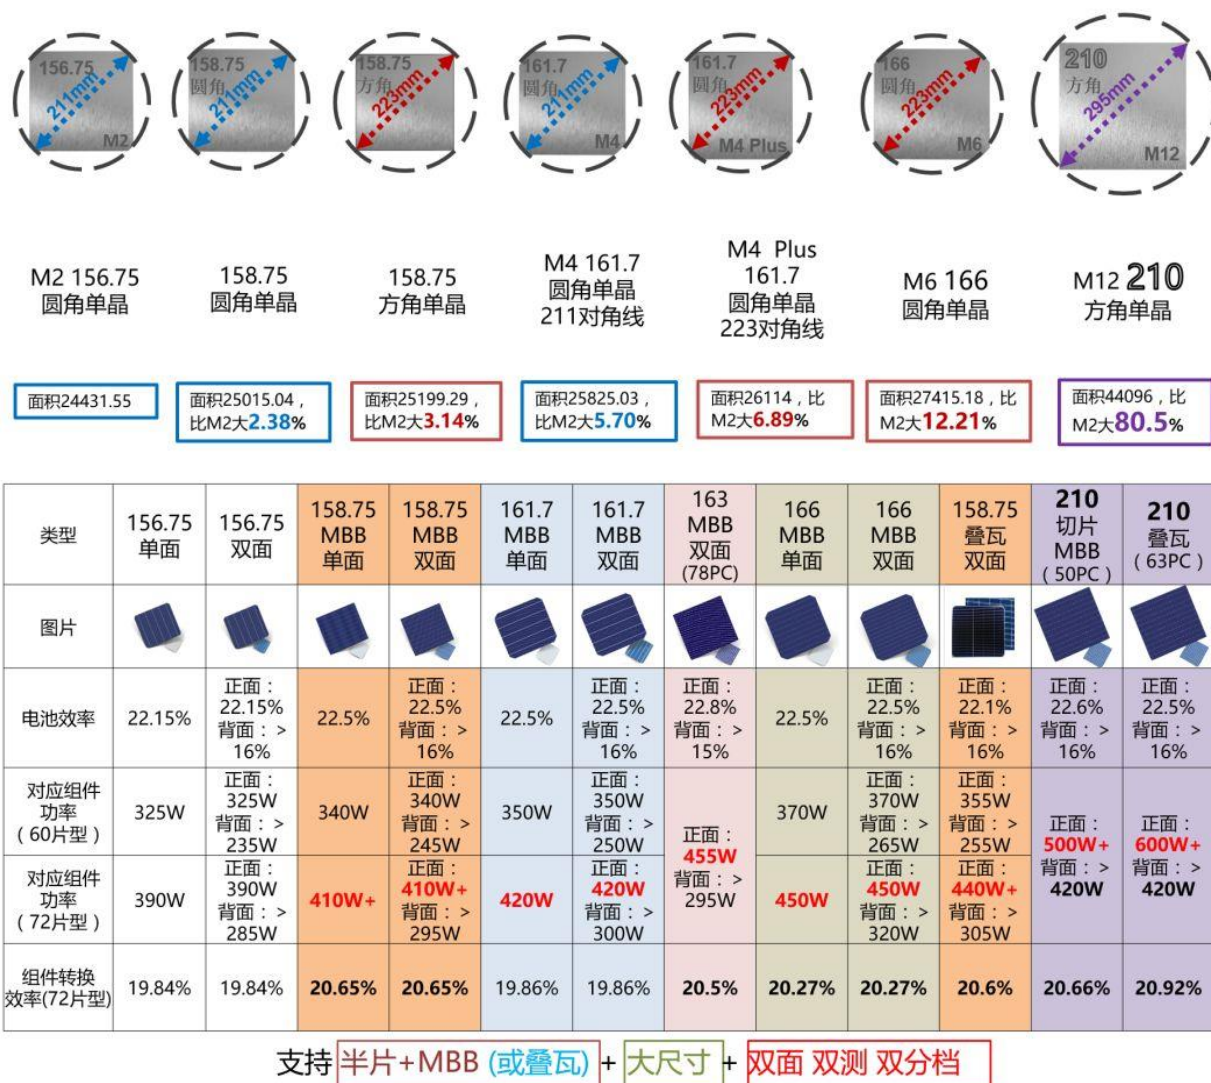 156.75
211mm
M2
158.75
圆角
211mm
158.75
方角
223mm
161.7
圆角
211mm
M4
161.7
圆角
223mm
M4 Plus
166
圆角
223mm
M6
210
方角
295mm
M12
M2 156.75
圆角单晶
158.75
圆角单晶
158.75
方角单晶
M4 161.7
圆角单晶
211对角线
M4 Plus
161.7
圆角单晶
223对角线
M6 166
圆角单晶
M12 210
方角单晶
面积24431.55
面积25015.04，
比M2大2.38%
面积25199.29，
比M2大3.14%
面积25825.03，
比M2大5.70%
面积26114，比
M2大6.89%
面积27415.18，比
M2大12.21%
面积44096，比
M2大80.5%
类型
156.75
单面
156.75
双面
158.75
MBB
单面
158.75
MBB
双面
161.7
MBB
单面
161.7
MBB
双面
163
MBB
双面
(78PC)
166
MBB
单面
166
MBB
双面
158.75
叠瓦
双面
210
切片
MBB
（50PC）
210
叠瓦
（63PC）
图片
电池效率
22.15%
正面：
22.15%
背面：>
16%
22.5%
正面：
22.5%
背面：>
16%
22.5%
正面：
22.5%
背面：>
16%
正面：
22.8%
背面：>
15%
22.5%
正面：
22.5%
背面：>
16%
正面：
22.1%
背面：>
16%
正面：
22.6%
背面：>
16%
正面：
22.5%
背面：>
16%
对应组件
功率
（60片型）
325W
正面：
325W
背面：>
235W
340W
正面：
340W
背面：>
245W
350W
正面：
350W
背面：>
250W
正面：
455W
背面：>
295W
370W
正面：
370W
背面：>
265W
正面：
355W
背面：>
255W
正面：
500W+
背面：>
420W
正面：
600W+
背面：>
420W
对应组件
功率
（72片型）
390W
正面：
390W
背面：>
285W
410W+
正面：
410W+
背面：>
295W
420W
正面：
420W
背面：>
300W
450W
正面：
450W
背面：>
320W
正面：
440W+
背面：>
305W
组件转换
效率(72片型)
19.84%
19.84%
20.65%
20.65%
19.86%
19.86%
20.5%
20.27%
20.27%
20.6%
20.66%
20.92%
支持 半片+MBB (或叠瓦) + 大尺寸 + 双面 双测 双分档